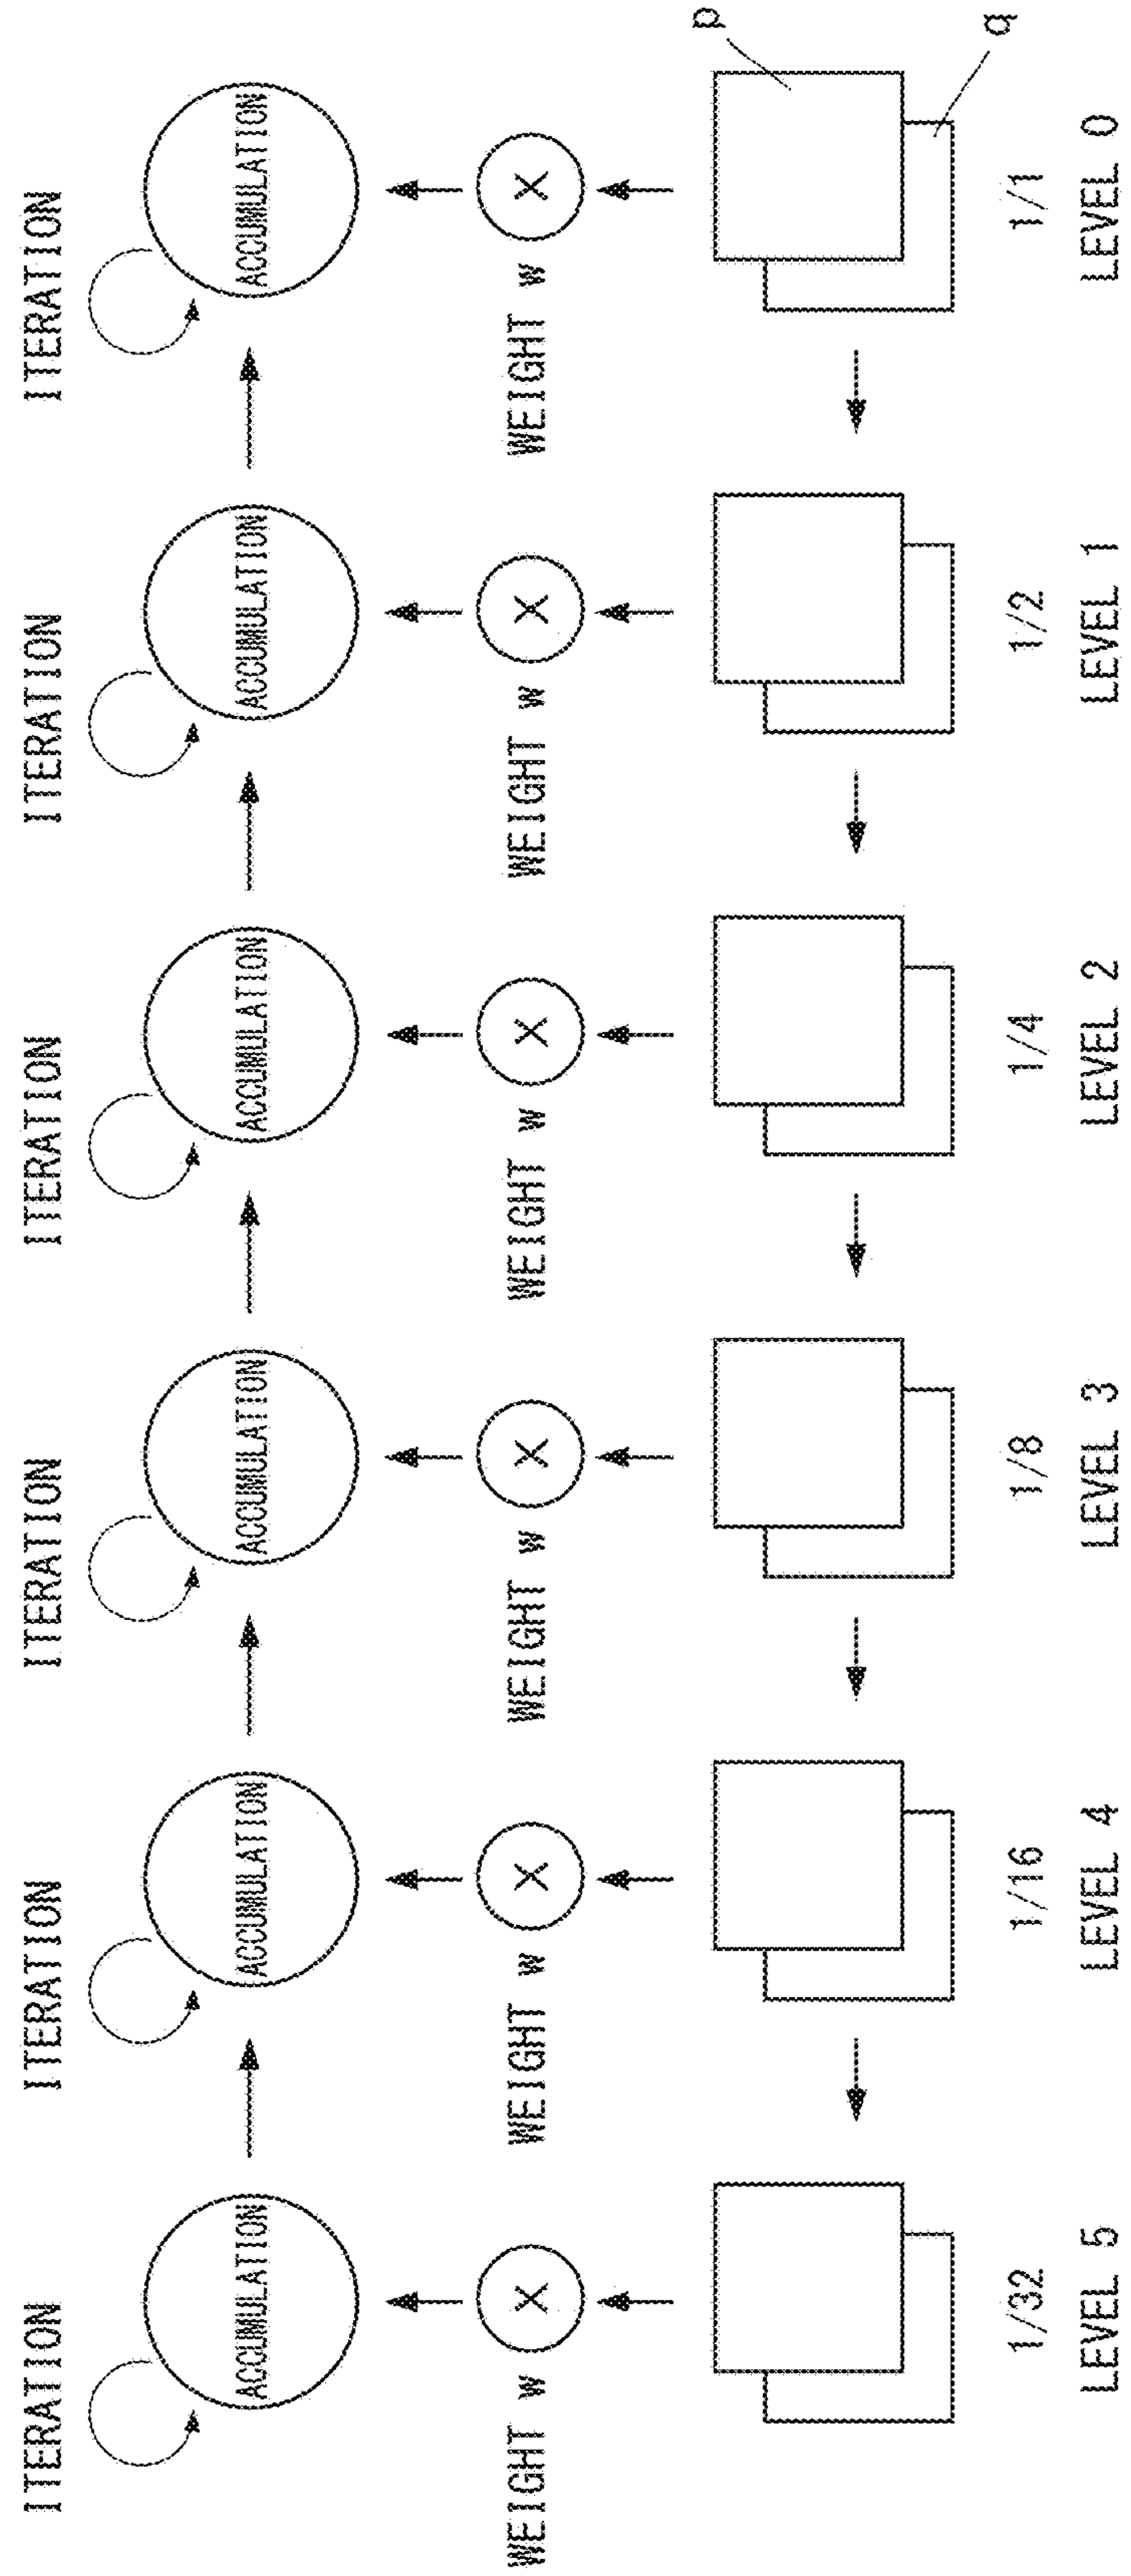 ITERATION ITERATION ITERATION ITERATION ITERATION ITERATION
ACCUMULATION ACCUMULATION ACCUMULATION ACCUMULATION ACCUMULATION ACCUMULATION
WEIGHT w X WEIGHT w X WEIGHT w X WEIGHT w X WEIGHT w X WEIGHT w X
p
q
1/32 1/16 1/8 1/4 1/2 1/1
LEVEL 5 LEVEL 4 LEVEL 3 LEVEL 2 LEVEL 1 LEVEL 0